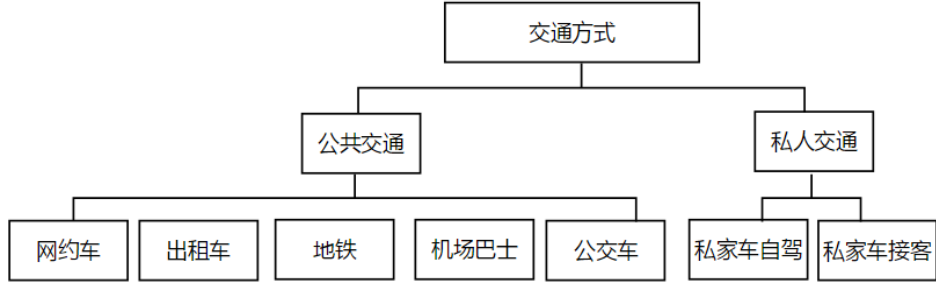 交通方式
公共交通
私人交通
网约车
出租车
地铁
机场巴士
公交车
私家车自驾
私家车接客